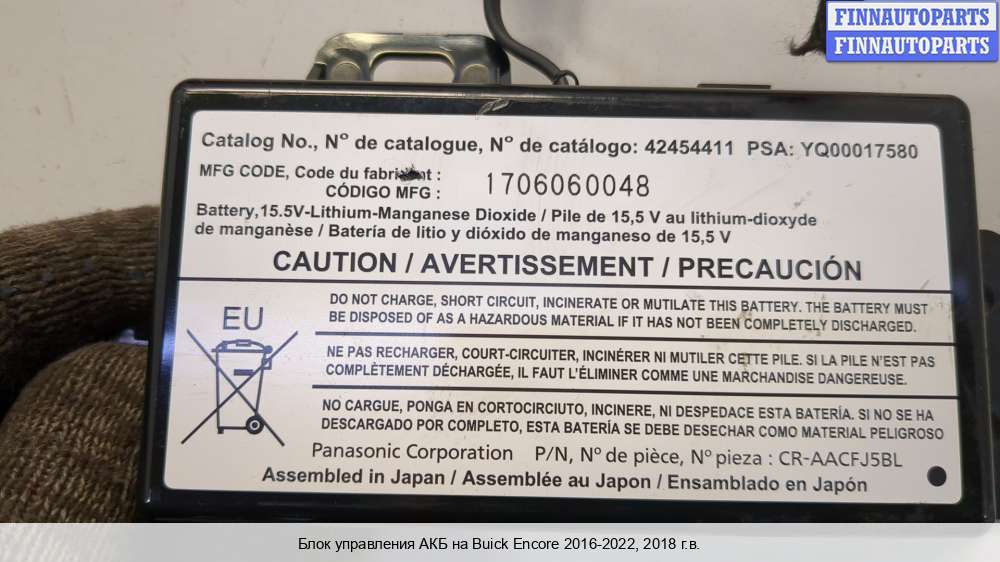 FINNAUTOPARTS
FINNAUTOPARTS
Catalog No., Nº de catalogue, Nº de catálogo: 42454411 PSA: YQ00017580
MFG CODE, Code du :
CÓDIGO MFG : 1706060048
Battery,15.5V-Lithium-Manganese Dioxide / Pile de 15,5 V au lithium-dioxyde
de manganèse / Batería de litio y dióxido de manganeso de 15,5 V
CAUTION / AVERTISSEMENT / PRECAUCIÓN
EU
DO NOT CHARGE, SHORT CIRCUIT, INCINERATE OR MUTILATE THIS BATTERY. THE BATTERY MUST
BE DISPOSED OF AS A HAZARDOUS MATERIAL IF IT HAS NOT BEEN COMPLETELY DISCHARGED.
NE PAS RECHARGER, COURT-CIRCUITER, INCINÉRER NI MUTILER CETTE PILE. SI LA PILE N'EST PAS
COMPLÈTEMENT DÉCHARGÉE, IL FAUT L'ÉLIMINER COMME UNE MARCHANDISE DANGEREUSE.
NO CARGUE, PONGA EN CORTOCIRCIUTO, INCINERE, NI DESPEDACE ESTA BATERÍA. SI NO SE HA
DESCARGADO POR COMPLETO, ESTA BATERÍA SE DEBE DESECHAR COMO MATERIAL PELIGROSO
Panasonic Corporation P/N, Nº de pièce, Nº pieza : CR-AACFJ5BL
Assembled in Japan / Assemblée au Japon / Ensamblado en Japón
Блок управления АКБ на Buick Encore 2016-2022, 2018 г.в.